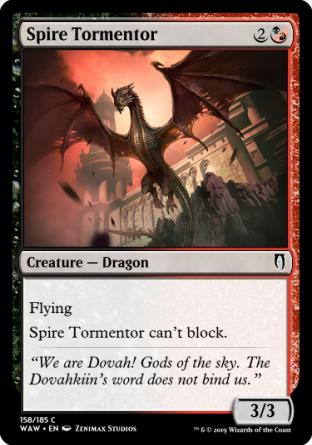 Spire Tormentor 2
Creature — Dragon
Flying
Spire Tormentor can't block.
"We are Dovah! Gods of the sky. The
Dovahkiin's word does not bind us."
3/3
158/185 C
WAW • EN ZENIMAX STUDIOS
™ & © 2019 Wizards of the Coast